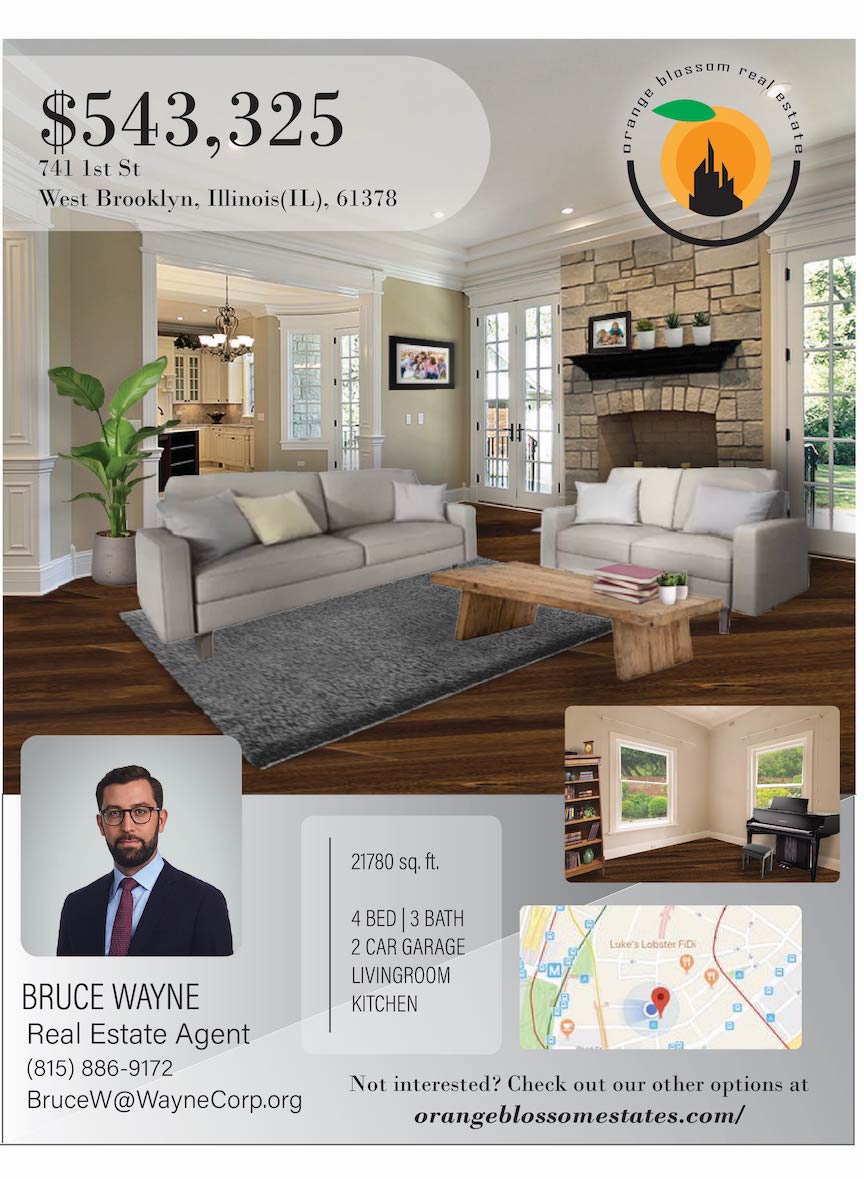 $543,325
741 1st St
West Brooklyn, Illinois(IL), 61378
orange blossom real estate
21780 sq. ft.
4 BED | 3 BATH
2 CAR GARAGE
LIVINGROOM
KITCHEN
Luke's Lobster FiDi
M
BRUCE WAYNE
Real Estate Agent
(815) 886-9172
BruceW@WayneCorp.org
Not interested? Check out our other options at
orangeblossomestates.com/